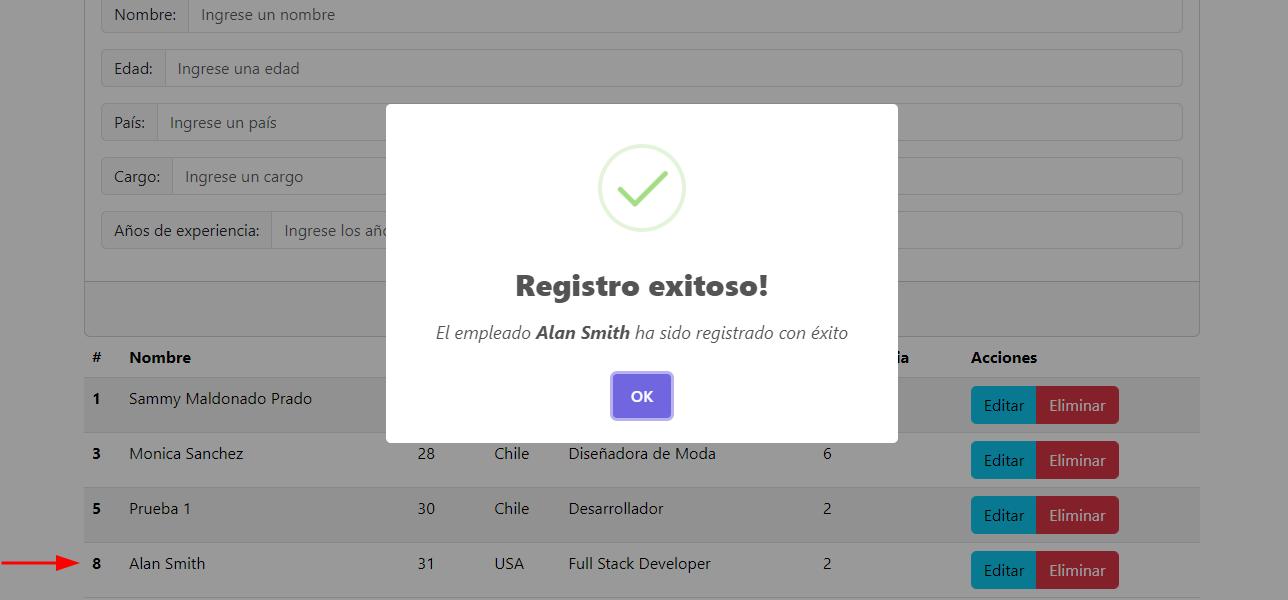 Nombre: Ingrese un nombre
Edad: Ingrese una edad
País: Ingrese un país
Cargo: Ingrese un cargo
Años de experiencia: Ingrese los
Registro exitoso!
El empleado Alan Smith ha sido registrado con éxito
OK
# Nombre Acciones
1 Sammy Maldonado Prado Editar Eliminar
3 Monica Sanchez 28 Chile Diseñadora de Moda 6 Editar Eliminar
5 Prueba 1 30 Chile Desarrollador 2 Editar Eliminar
8 Alan Smith 31 USA Full Stack Developer 2 Editar Eliminar